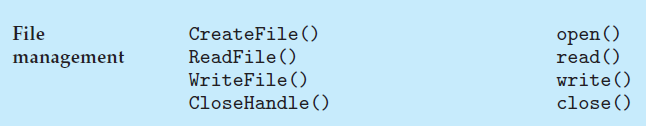 File CreateFile() open()
management ReadFile() read()
WriteFile() write()
CloseHandle() close()